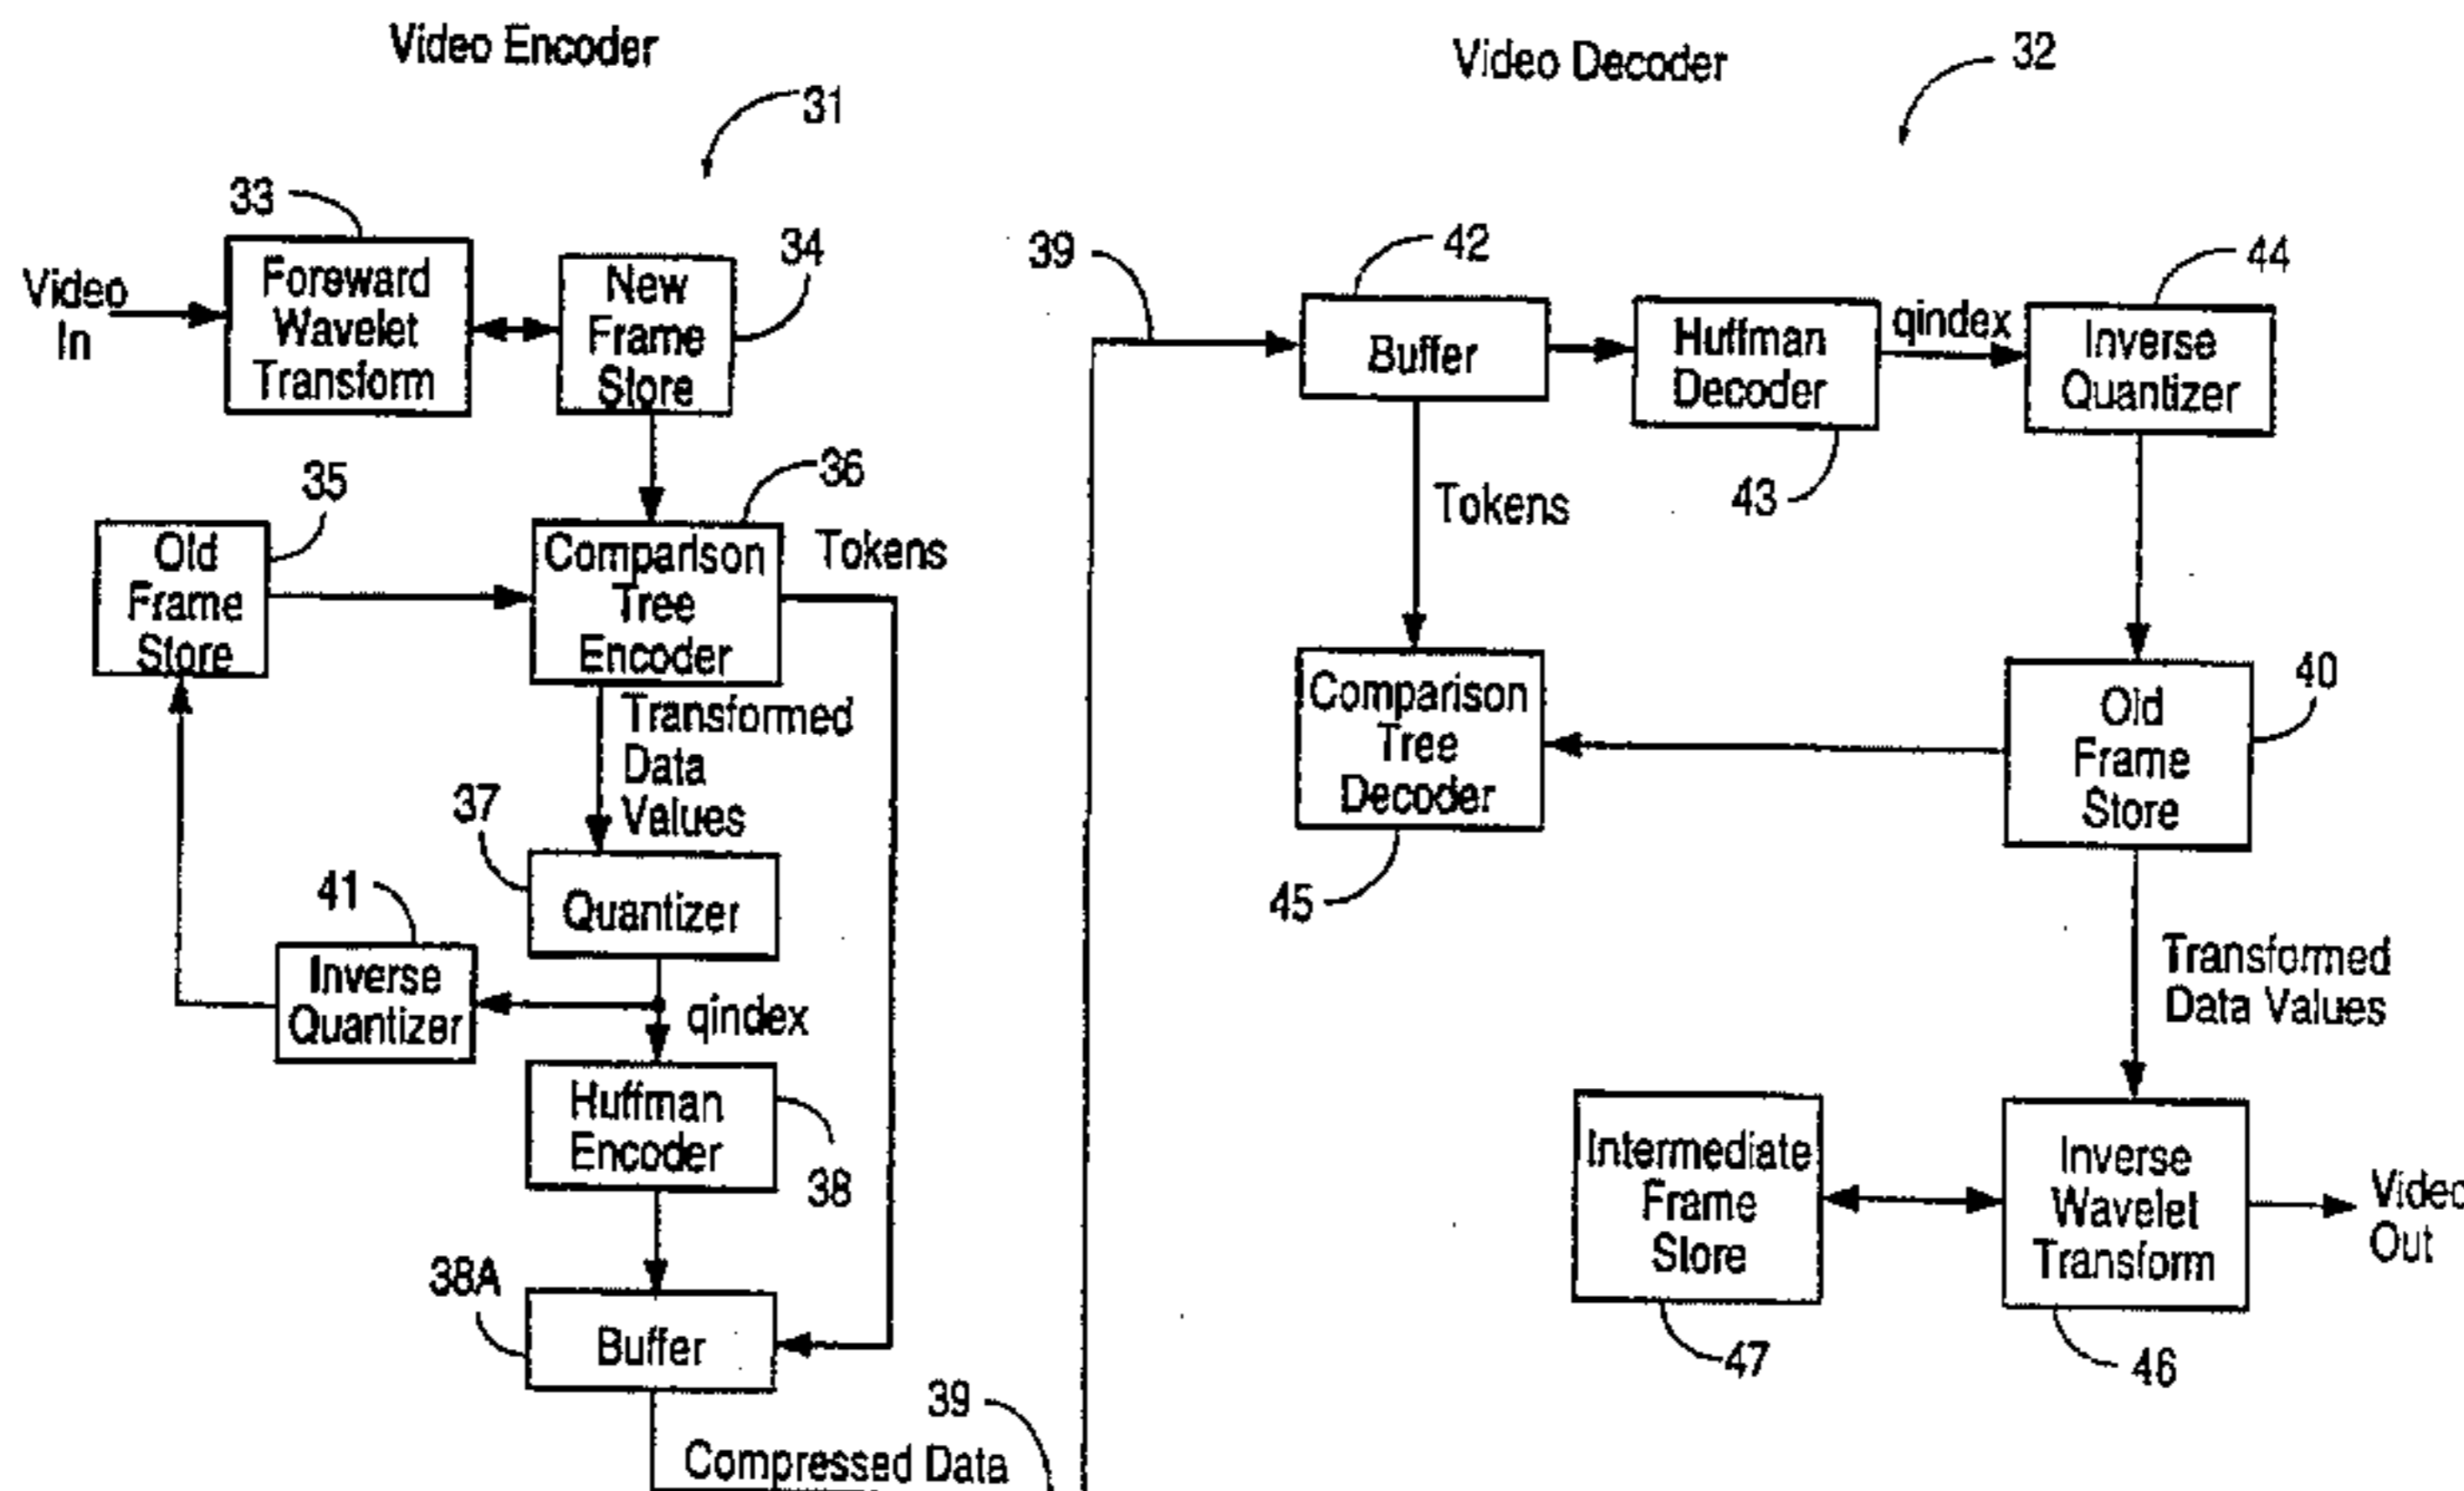 Video Encoder
31
33
34
Video
In
Foreward
Wavelet
Transform
New
Frame
Store
35
36
Old
Frame
Store
Comparison
Tree
Encoder
Tokens
Transformed
Data
Values
37
41
Quantizer
Inverse
Quantizer
qindex
Huffman
Encoder
38
38A
Buffer
39
Compressed Data
Video Decoder
32
39
42
44
Buffer
Huffman
Decoder
qindex
Inverse
Quantizer
43
Tokens
Comparison
Tree
Decoder
45
40
Old
Frame
Store
Transformed
Data Values
Intermediate
Frame
Store
47
Inverse
Wavelet
Transform
46
Video
Out